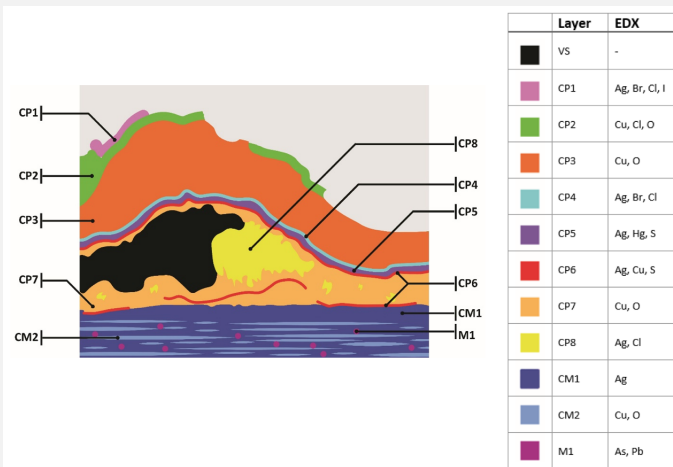 CP1
CP2
CP3
CP7
CM2
CP8
CP4
CP5
CP6
CM1
M1
Layer EDX
VS -
CP1 Ag, Br, Cl, I
CP2 Cu, Cl, O
CP3 Cu, O
CP4 Ag, Br, Cl
CP5 Ag, Hg, S
CP6 Ag, Cu, S
CP7 Cu, O
CP8 Ag, Cl
CM1 Ag
CM2 Cu, O
M1 As, Pb